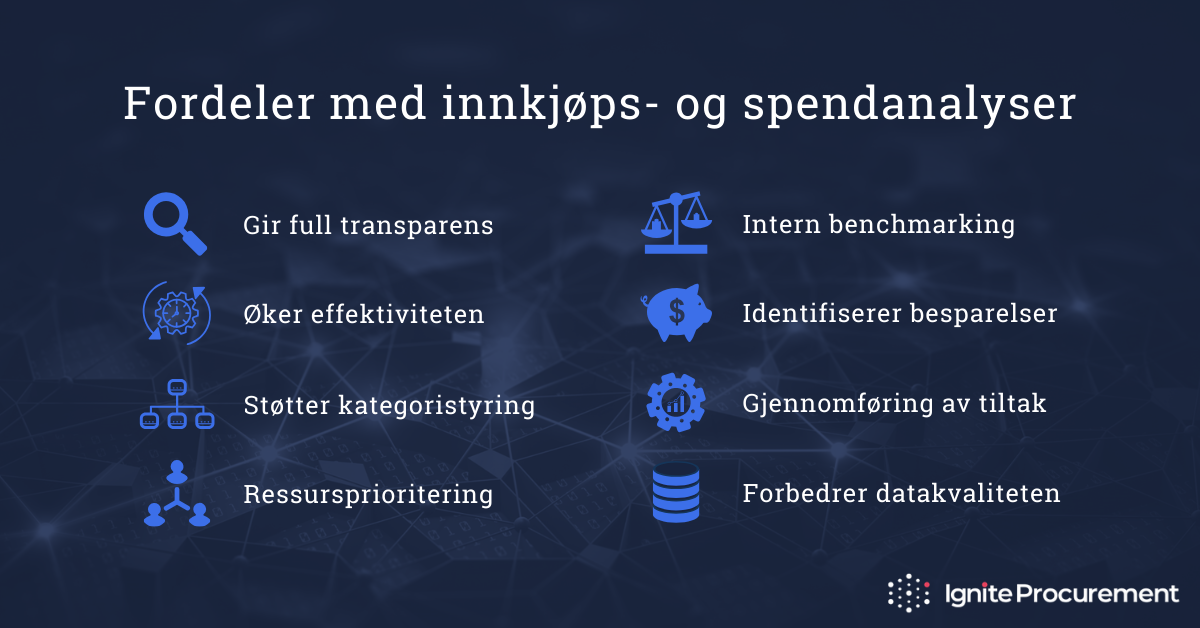 Fordeler med innkjøps- og spendanalyser
Gir full transparens
Øker effektiviteten
Støtter kategoristyring
Ressursprioritering
Intern benchmarking
$
Identifiserer besparelser
Gjennomføring av tiltak
Forbedrer datakvaliteten
Ignite Procurement